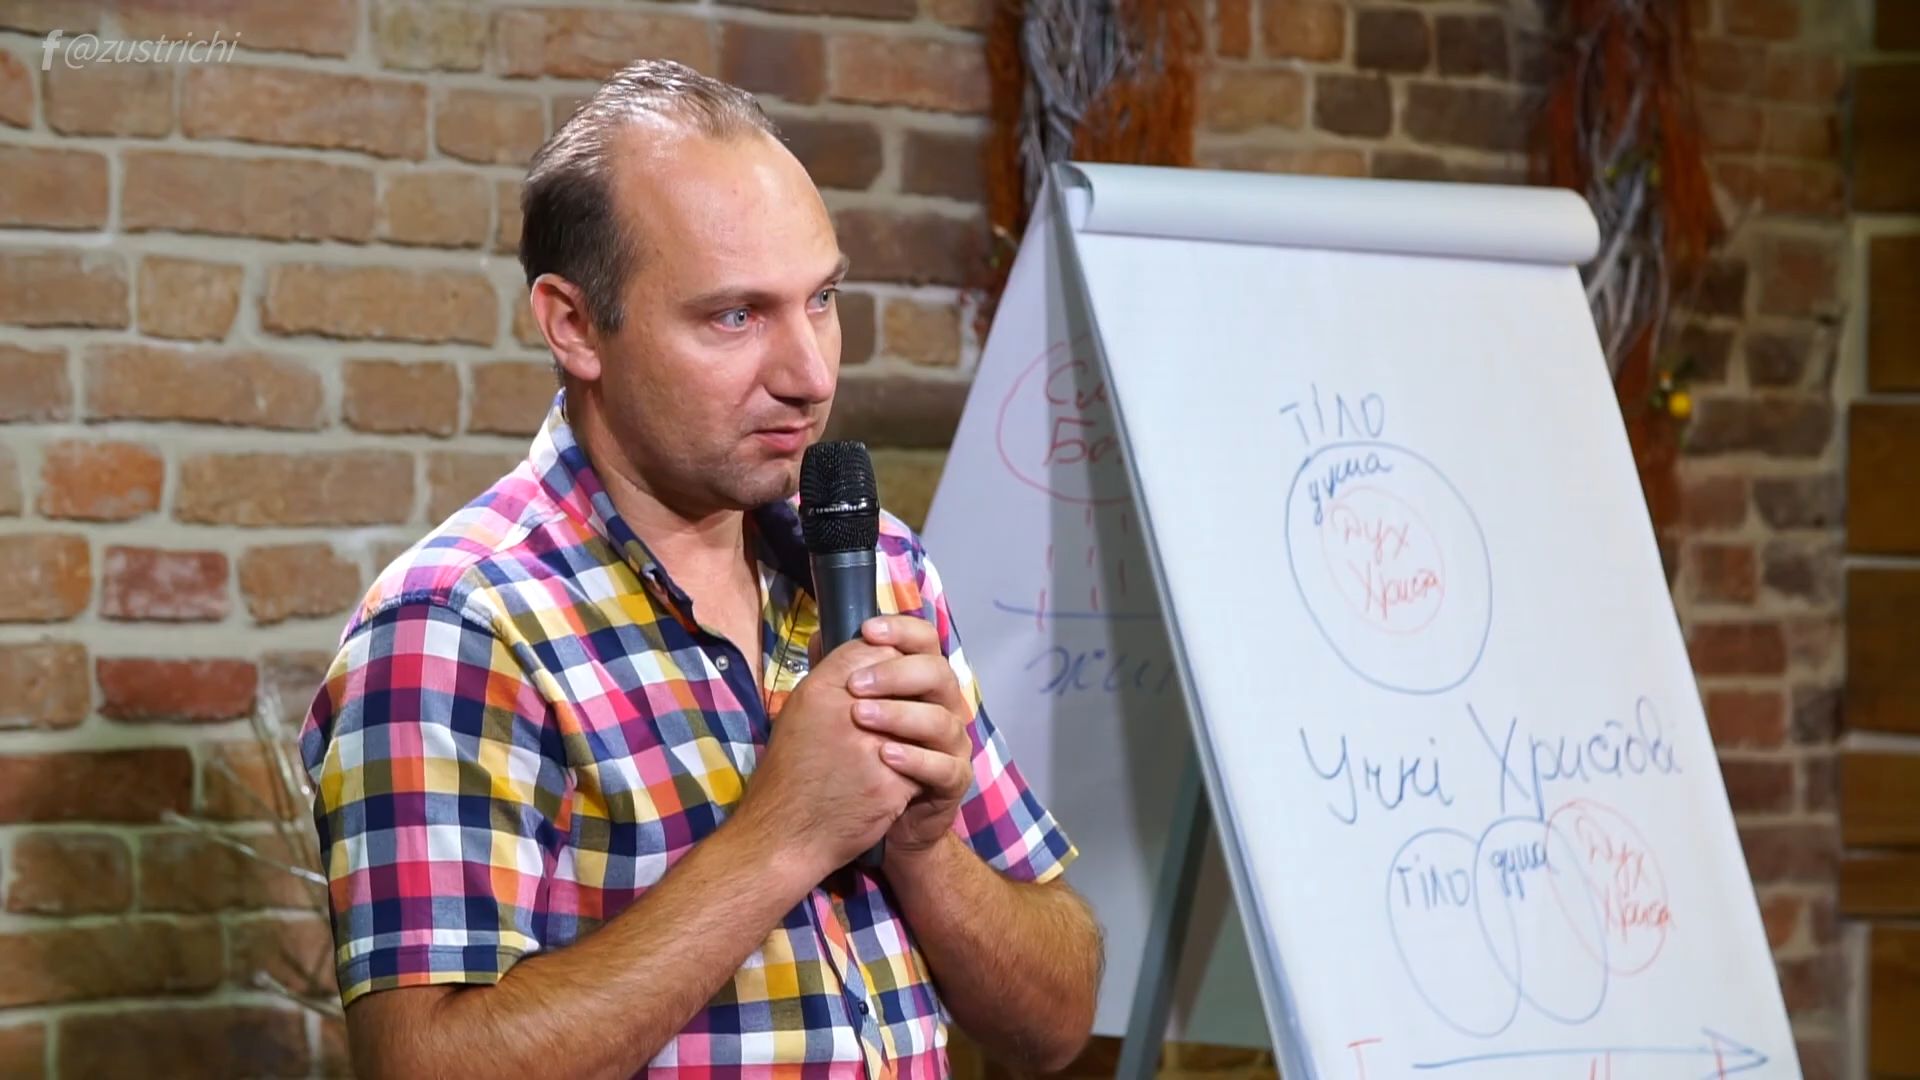 f@zustrichi
тіло
душа
Дух
Христа
Учні Христові
тіло душа Дух
Христа